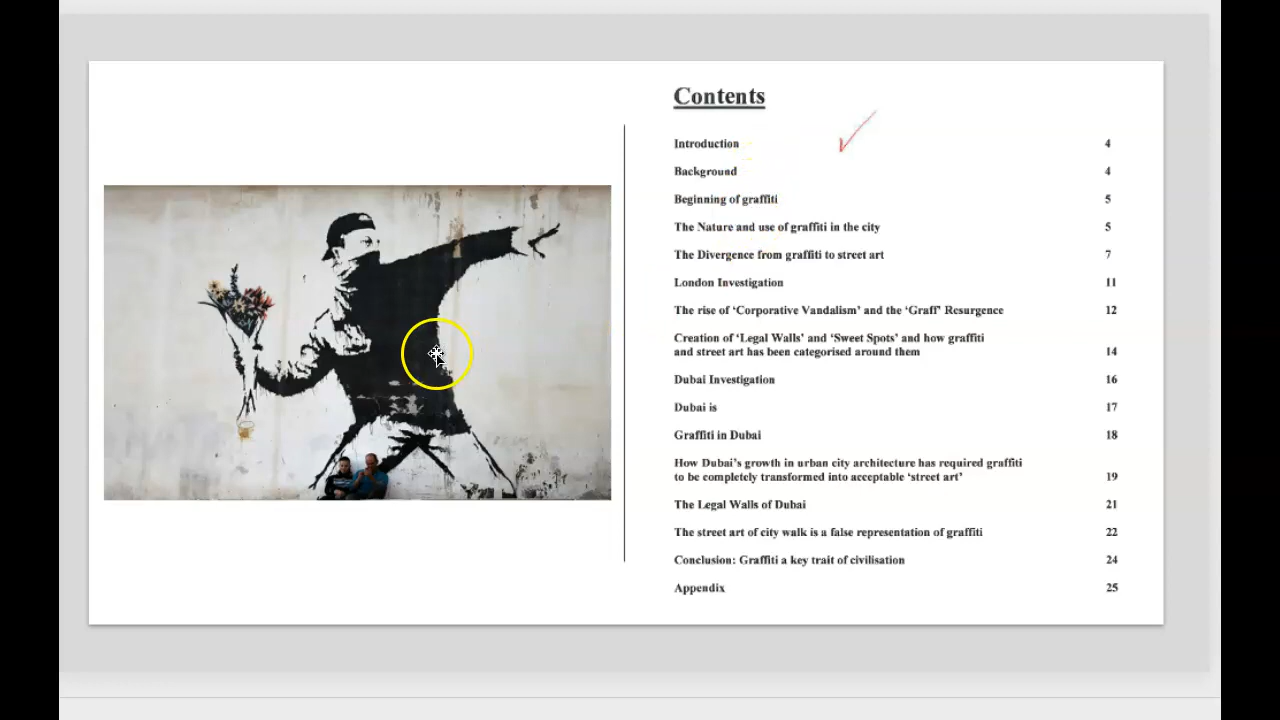 Contents
Introduction 4
Background 4
Beginning of graffiti 5
The Nature and use of graffiti in the city 5
The Divergence from graffiti to street art 7
London Investigation 11
The rise of ‘Corporative Vandalism’ and the ‘Graff’ Resurgence 12
Creation of ‘Legal Walls’ and ‘Sweet Spots’ and how graffiti
and street art has been categorised around them 14
Dubai Investigation 16
Dubai is 17
Graffiti in Dubai 18
How Dubai’s growth in urban city architecture has required graffiti
to be completely transformed into acceptable ‘street art’ 19
The Legal Walls of Dubai 21
The street art of city walk is a false representation of graffiti 22
Conclusion: Graffiti a key trait of civilisation 24
Appendix 25